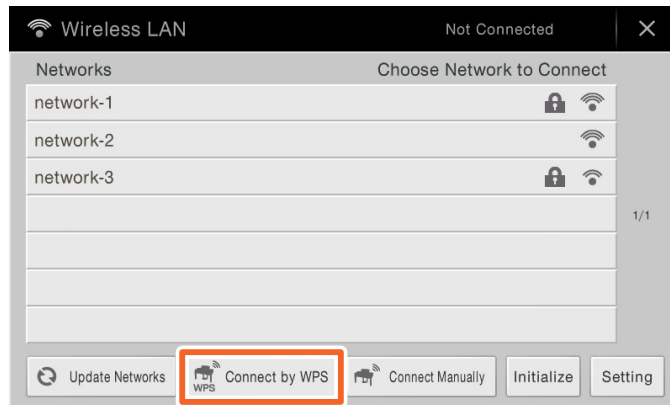 Wireless LAN Not Connected
Networks Choose Network to Connect
network-1
network-2
network-3
1/1
Update Networks WPS Connect by WPS Connect Manually Initialize Setting